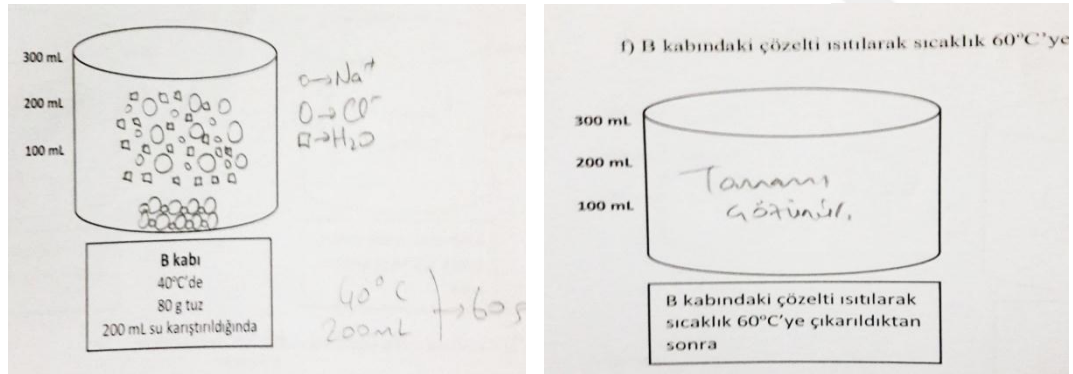 300 mL
200 mL
100 mL
o→Na⁺
O→Cl⁻
□→H₂O
B kabı
40°C'de
80 g tuz
200 mL su karıştırıldığında
40°C
200mL
→60g
f) B kabındaki çözelti ısıtılarak sıcaklık 60°C'ye
300 mL
200 mL
100 mL
Tamamı
çözünür.
B kabındaki çözelti ısıtılarak
sıcaklık 60°C'ye çıkarıldıktan
sonra